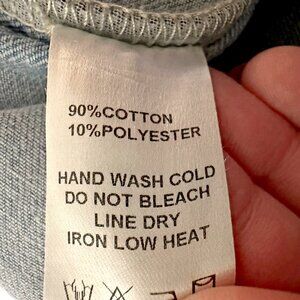 90%COTTON
10%POLYESTER
HAND WASH COLD
DO NOT BLEACH
LINE DRY
IRON LOW HEAT